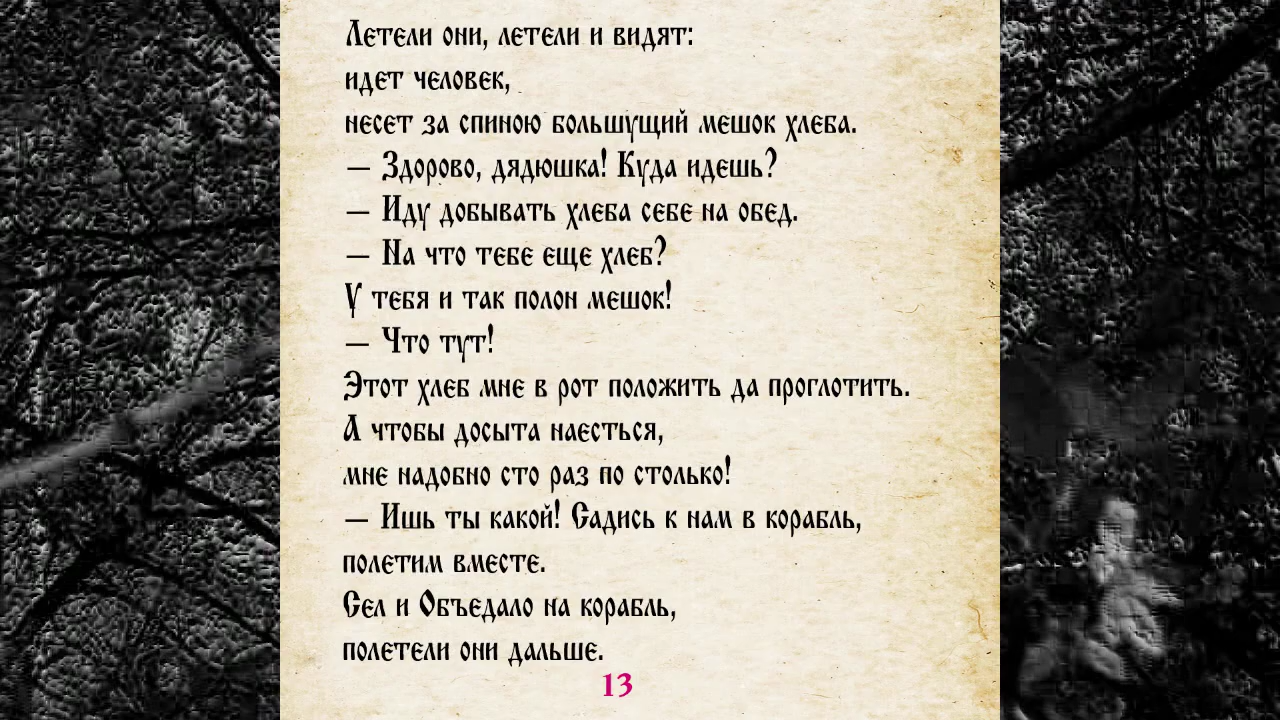 Летели они, летели и видят:
идет человек,
несет за спиною большущий мешок хлеба.
— Здорово, дядюшка! Куда идешь?
— Иду добывать хлеба себе на обед.
— На что тебе еще хлеб?
У тебя и так полон мешок!
— Что тут!
Этот хлеб мне в рот положить да проглотить.
А чтобы досыта наесться,
мне надобно сто раз по столько!
— Ишь ты какой! Садись к нам в корабль,
полетим вместе.
Сел и Объедало на корабль,
полетели они дальше.
13